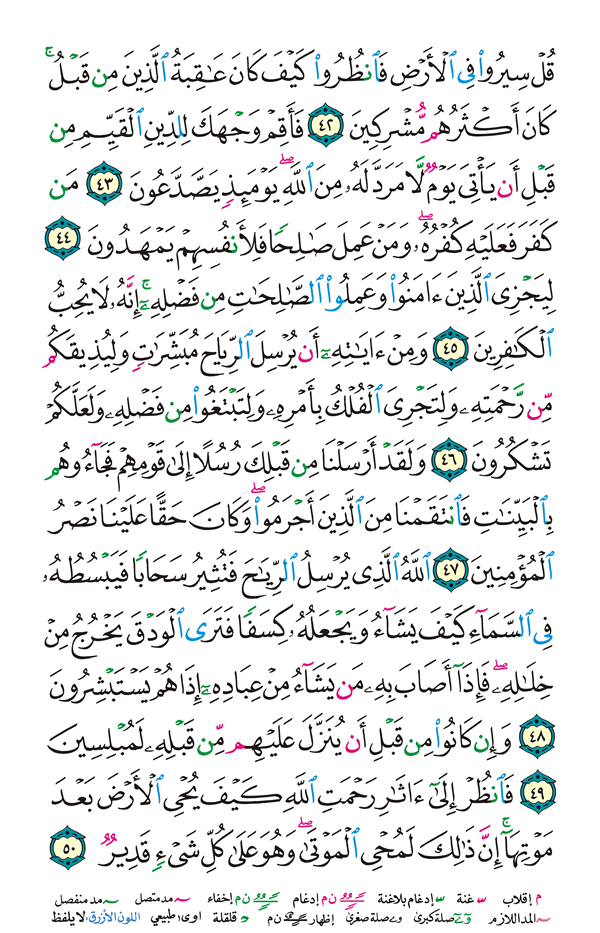 قُلْ سِيرُوا۟ فِى ٱلْأَرْضِ فَٱنظُرُوا۟ كَيْفَ كَانَ عَـٰقِبَةُ ٱلَّذِينَ مِن قَبْلُ ۚ
كَانَ أَكْثَرُهُم مُّشْرِكِينَ ٤٢ فَأَقِمْ وَجْهَكَ لِلدِّينِ ٱلْقَيِّمِ مِن
قَبْلِ أَن يَأْتِىَ يَوْمٌ لَّا مَرَدَّ لَهُۥ مِنَ ٱللَّهِ ۖ يَوْمَئِذٍ يَصَّدَّعُونَ ٤٣ مَن
كَفَرَ فَعَلَيْهِ كُفْرُهُۥ ۖ وَمَنْ عَمِلَ صَـٰلِحًا فَلِأَنفُسِهِمْ يَمْهَدُونَ ٤٤
لِيَجْزِىَ ٱلَّذِينَ ءَامَنُوا۟ وَعَمِلُوا۟ ٱلصَّـٰلِحَـٰتِ مِن فَضْلِهِۦٓ ۚ إِنَّهُۥ لَا يُحِبُّ
ٱلْكَـٰفِرِينَ ٤٥ وَمِنْ ءَايَـٰتِهِۦٓ أَن يُرْسِلَ ٱلرِّيَاحَ مُبَشِّرَٰتٍ وَلِيُذِيقَكُم
مِّن رَّحْمَتِهِۦ وَلِتَجْرِىَ ٱلْفُلْكُ بِأَمْرِهِۦ وَلِتَبْتَغُوا۟ مِن فَضْلِهِۦ وَلَعَلَّكُمْ
تَشْكُرُونَ ٤٦ وَلَقَدْ أَرْسَلْنَا مِن قَبْلِكَ رُسُلًا إِلَىٰ قَوْمِهِمْ فَجَآءُوهُم
بِٱلْبَيِّنَـٰتِ فَٱنتَقَمْنَا مِنَ ٱلَّذِينَ أَجْرَمُوا۟ ۖ وَكَانَ حَقًّا عَلَيْنَا نَصْرُ
ٱلْمُؤْمِنِينَ ٤٧ ٱللَّهُ ٱلَّذِى يُرْسِلُ ٱلرِّيَـٰحَ فَتُثِيرُ سَحَابًا فَيَبْسُطُهُۥ
فِى ٱلسَّمَآءِ كَيْفَ يَشَآءُ وَيَجْعَلُهُۥ كِسَفًا فَتَرَى ٱلْوَدْقَ يَخْرُجُ مِنْ
خِلَـٰلِهِۦ ۖ فَإِذَآ أَصَابَ بِهِۦ مَن يَشَآءُ مِنْ عِبَادِهِۦٓ إِذَا هُمْ يَسْتَبْشِرُونَ
٤٨ وَإِن كَانُوا۟ مِن قَبْلِ أَن يُنَزَّلَ عَلَيْهِم مِّن قَبْلِهِۦ لَمُبْلِسِينَ
٤٩ فَٱنظُرْ إِلَىٰٓ ءَاثَـٰرِ رَحْمَتِ ٱللَّهِ كَيْفَ يُحْىِ ٱلْأَرْضَ بَعْدَ
مَوْتِهَآ ۚ إِنَّ ذَٰلِكَ لَمُحْىِ ٱلْمَوْتَىٰ ۖ وَهُوَ عَلَىٰ كُلِّ شَىْءٍ قَدِيرٌ ٥٠
م إقلاب غنة إدغام بلاغنة ن م إدغام ن م إخفاء مد متصل مد منفصل
المد اللازم صلة كبرى و ے صلة صغرى إظهار ن م قلقلة اوى طبيعي اللون الأزرق: لا يلفظ